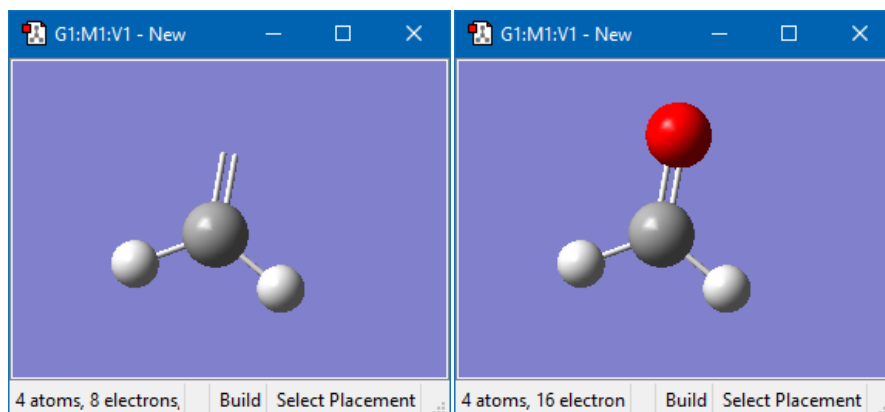 G1:M1:V1 - New
4 atoms, 8 electrons, Build Select Placement
G1:M1:V1 - New
4 atoms, 16 electron Build Select Placement